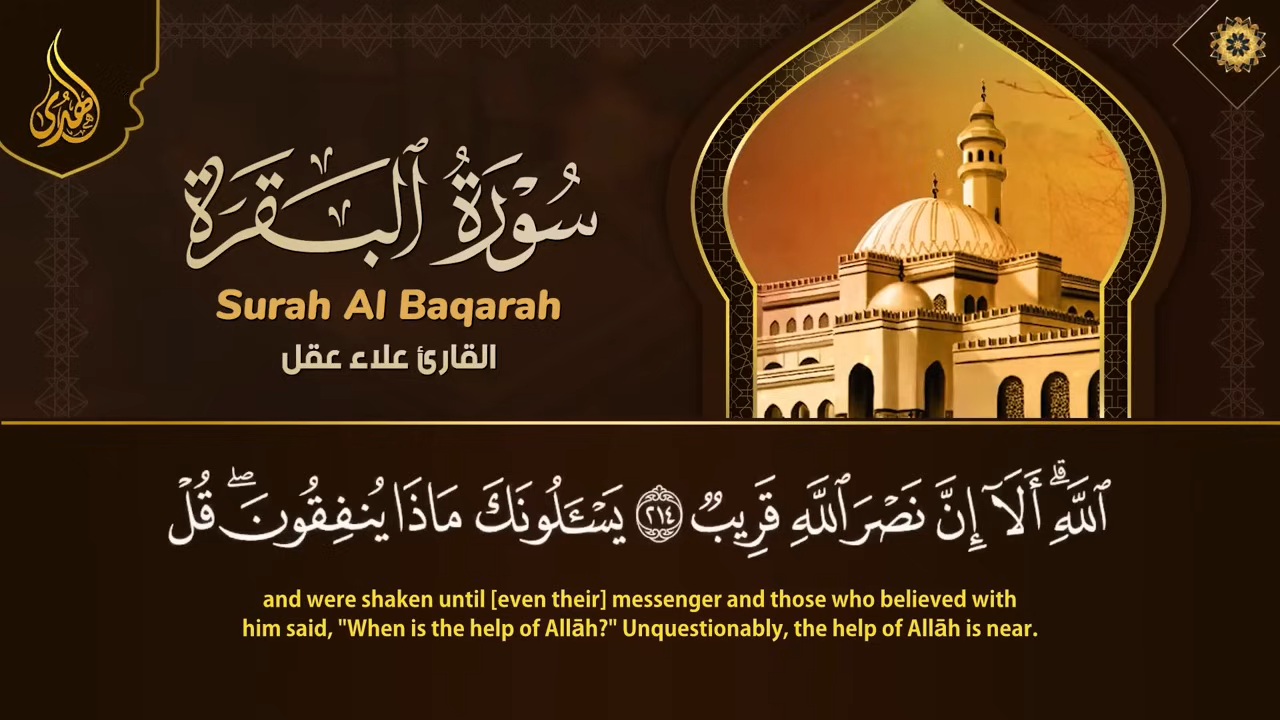 الهدى
سُورَةُ ٱلْبَقَرَة
Surah Al Baqarah
القارئ علاء عقل
ٱللَّهِۗ أَلَآ إِنَّ نَصْرَ ٱللَّهِ قَرِيبٌ ٢١٤ يَسْـَٔلُونَكَ مَاذَا يُنفِقُونَۖ قُلْ
and were shaken until [even their] messenger and those who believed with
him said, "When is the help of Allāh?" Unquestionably, the help of Allāh is near.